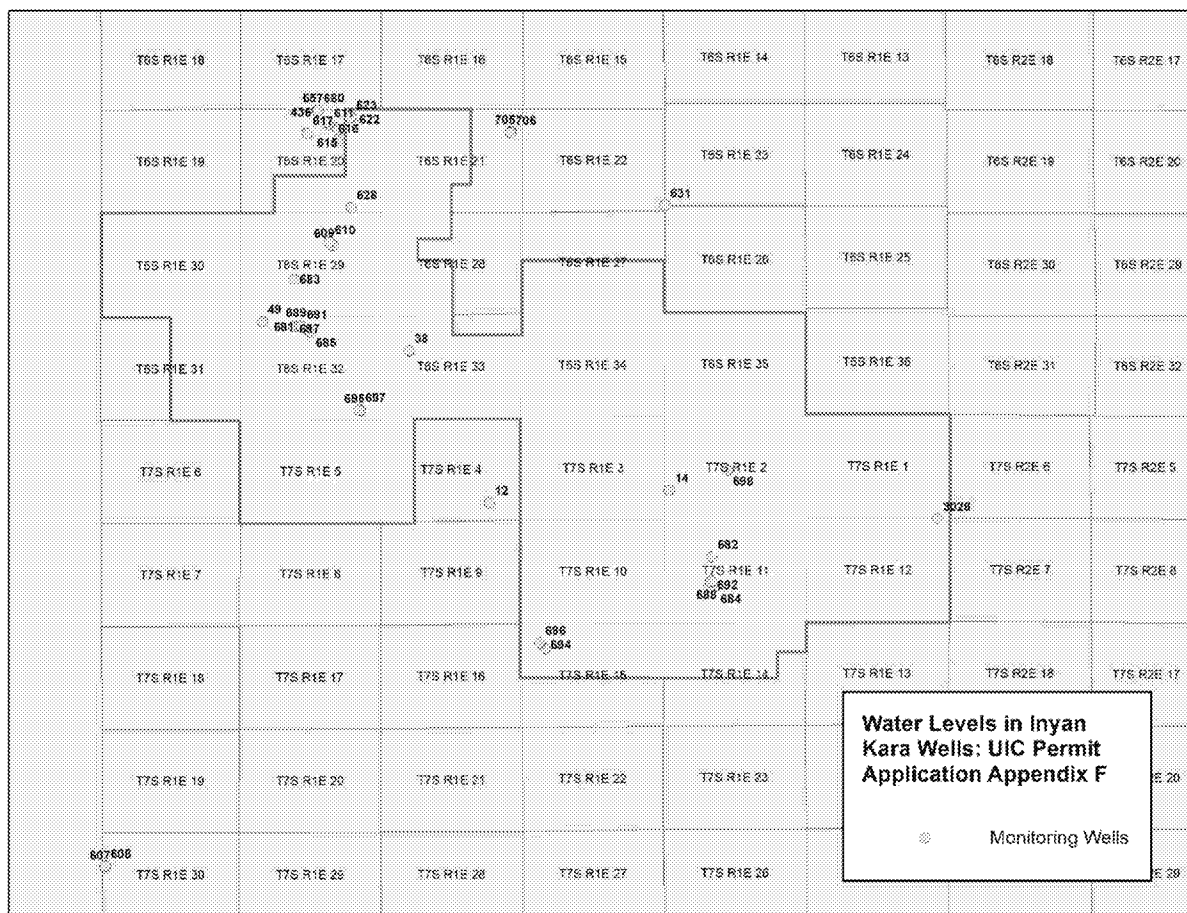 T6S R1E 18 T6S R1E 17 T6S R1E 16 T6S R1E 15 T6S R1E 14 T6S R1E 13 T6S R2E 18 T6S R2E 17
657 680 623
436 617 611 622 705 706
615 616
T6S R1E 19 T6S R1E 20 T6S R1E 21 T6S R1E 22 T6S R1E 23 T6S R1E 24 T6S R2E 19 T6S R2E 20
628 631
609 610
T6S R1E 30 T6S R1E 29 T6S R1E 28 T6S R1E 27 T6S R1E 26 T6S R1E 25 T6S R2E 30 T6S R2E 29
683
49 689 691
681 687
685 38
T6S R1E 31 T6S R1E 32 T6S R1E 33 T6S R1E 34 T6S R1E 35 T6S R1E 36 T6S R2E 31 T6S R2E 32
697
T7S R1E 6 T7S R1E 5 T7S R1E 4 T7S R1E 3 T7S R1E 2 T7S R1E 1 T7S R2E 6 T7S R2E 5
12 14 698
3026
682
T7S R1E 7 T7S R1E 8 T7S R1E 9 T7S R1E 10 T7S R1E 11 T7S R1E 12 T7S R2E 7 T7S R2E 8
688 692
684
696
694
T7S R1E 18 T7S R1E 17 T7S R1E 16 T7S R1E 15 T7S R1E 14 T7S R1E 13 T7S R2E 18 T7S R2E 17
Water Levels in Inyan
Kara Wells: UIC Permit
Application Appendix F
Monitoring Wells
T7S R1E 19 T7S R1E 20 T7S R1E 21 T7S R1E 22 T7S R1E 23 2E 20
607 608
T7S R1E 30 T7S R1E 29 T7S R1E 28 T7S R1E 27 T7S R1E 26 2E 29